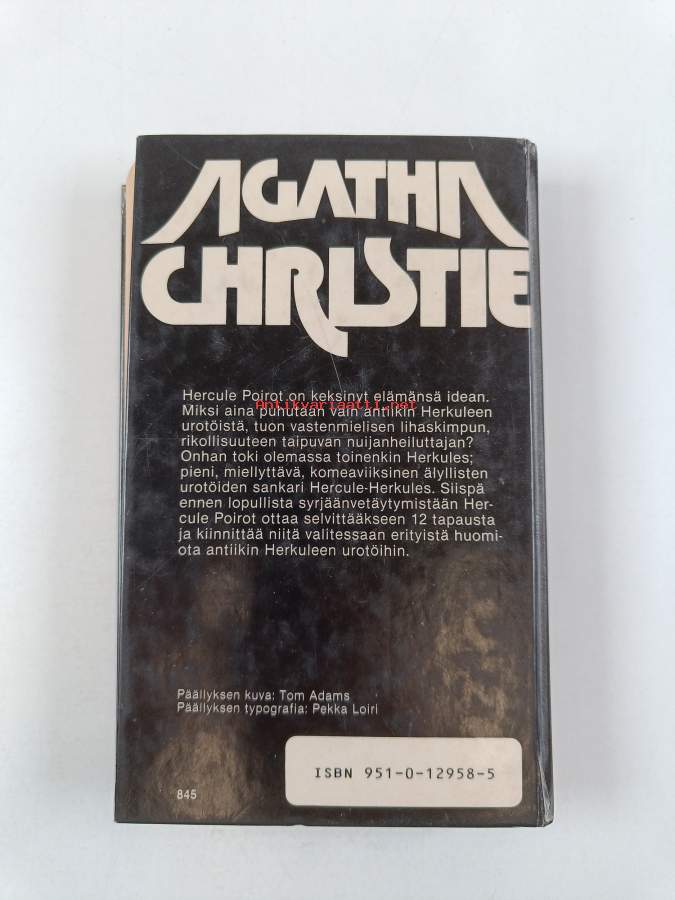 AGATHA
CHRISTIE
Hercule Poirot on keksinyt elämänsä idean.
Antikvariaatti.net
Miksi aina puhutaan vain antiikin Herkuleen
urotöistä, tuon vastenmielisen lihaskimpun,
rikollisuuteen taipuvan nuijanheiluttajan?
Onhan toki olemassa toinenkin Herkules;
pieni, miellyttävä, komeaviiksinen älyllisten
urotöiden sankari Hercule-Herkules. Siispä
ennen lopullista syrjäänvetäytymistään Her-
cule Poirot ottaa selvittääkseen 12 tapausta
ja kiinnittää niitä valitessaan erityistä huomi-
ota antiikin Herkuleen urotöihin.
Päällyksen kuva: Tom Adams
Päällyksen typografia: Pekka Loiri
ISBN 951-0-12958-5
845